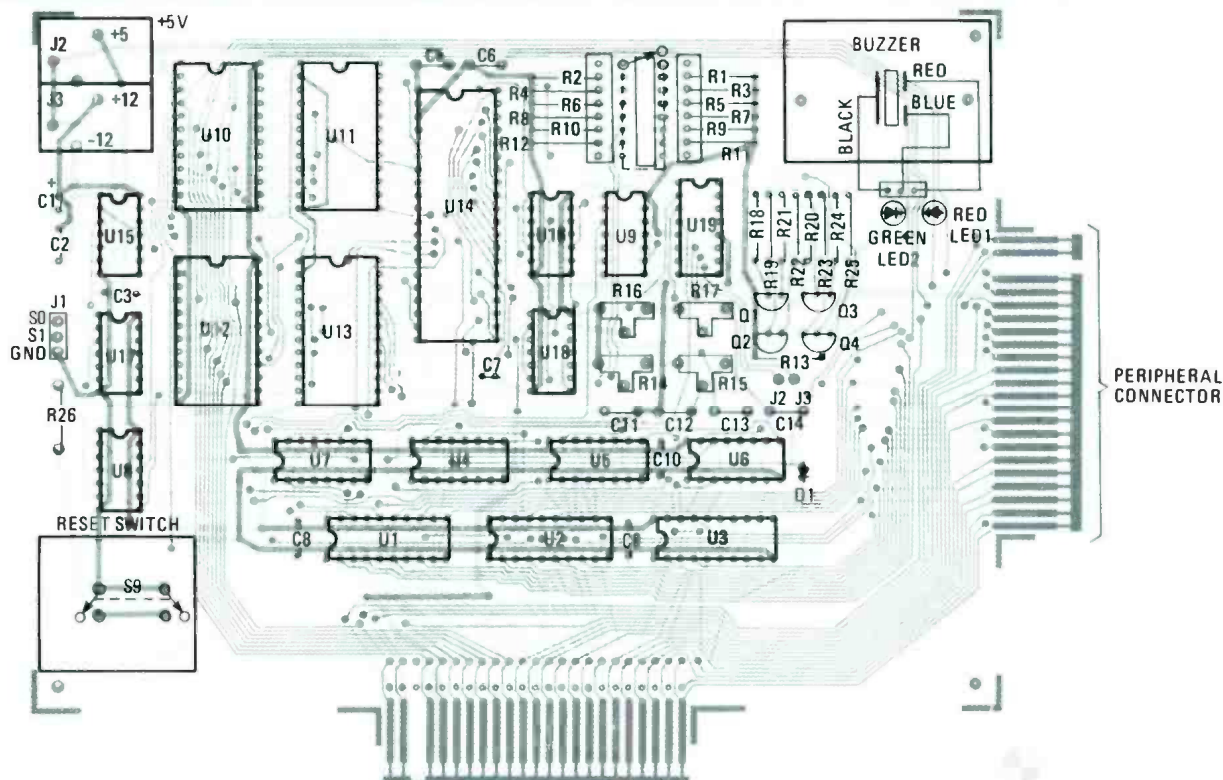 +5V
J2
+5
J3
+12
-12
C6
BUZZER
RED
BLUE
BLACK
R2
R4
R6
R8
R10
R12
R1
R3
R5
R7
R9
R1
U10
U11
U14
C1
+
C2
U15
U16
U9
U19
R18
R21
R20
R24
R19
R22
R23
R25
GREEN
LED2
RED
LED1
C3
J1
S0
S1
GND
U17
U12
U13
U18
R16
R17
Q1
Q3
Q2
Q4
R13
C7
R1
R15
J2
J3
PERIPHERAL
CONNECTOR
R26
C11
C12
C13
C14
U8
U7
U4
U5
C10
U6
Q1
RESET SWITCH
C8
U1
U2
U3
S9